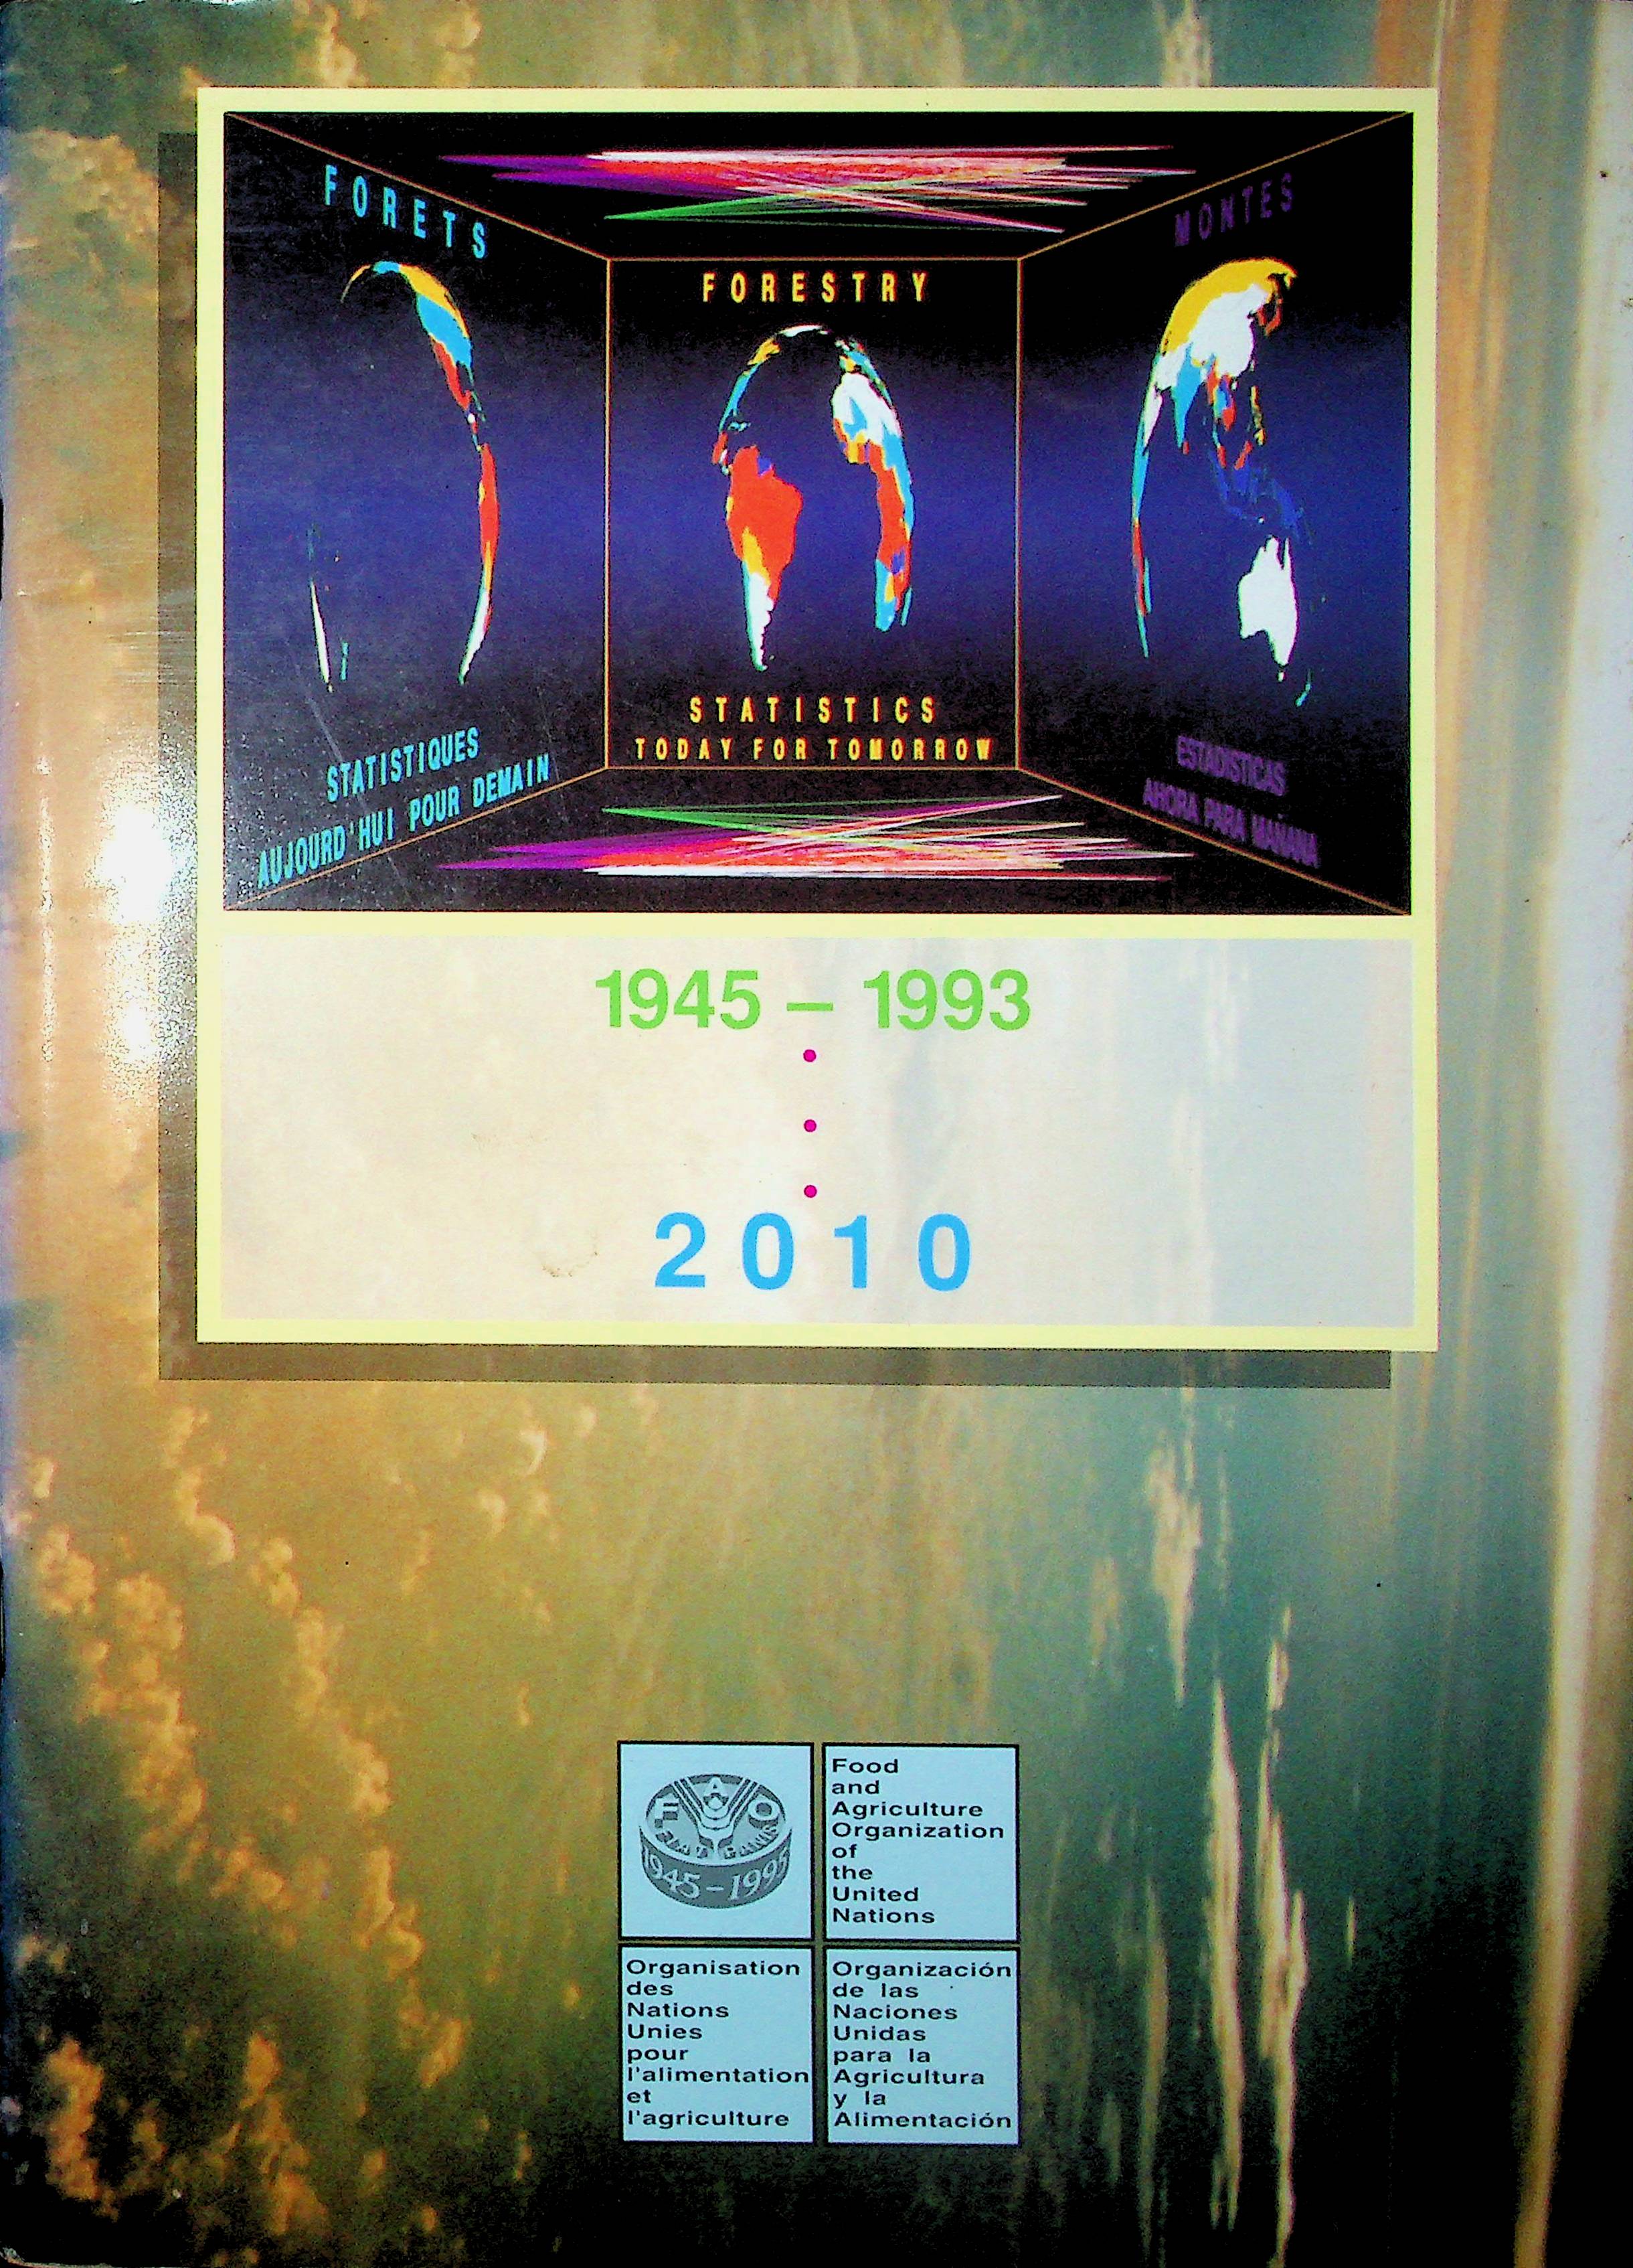 FORETS
STATISTIQUES
AUJOURD'HUI POUR DEMAIN
FORESTRY
STATISTICS
TODAY FOR TOMORROW
MONTES
ESTADISTICAS
AHORA PARA MAÑANA
1945 – 1993
2010
F A O
FIAT PANIS
1945-1995
Food
and
Agriculture
Organization
of
the
United
Nations
Organisation
des
Nations
Unies
pour
l'alimentation
et
l'agriculture
Organización
de las
Naciones
Unidas
para la
Agricultura
y la
Alimentación